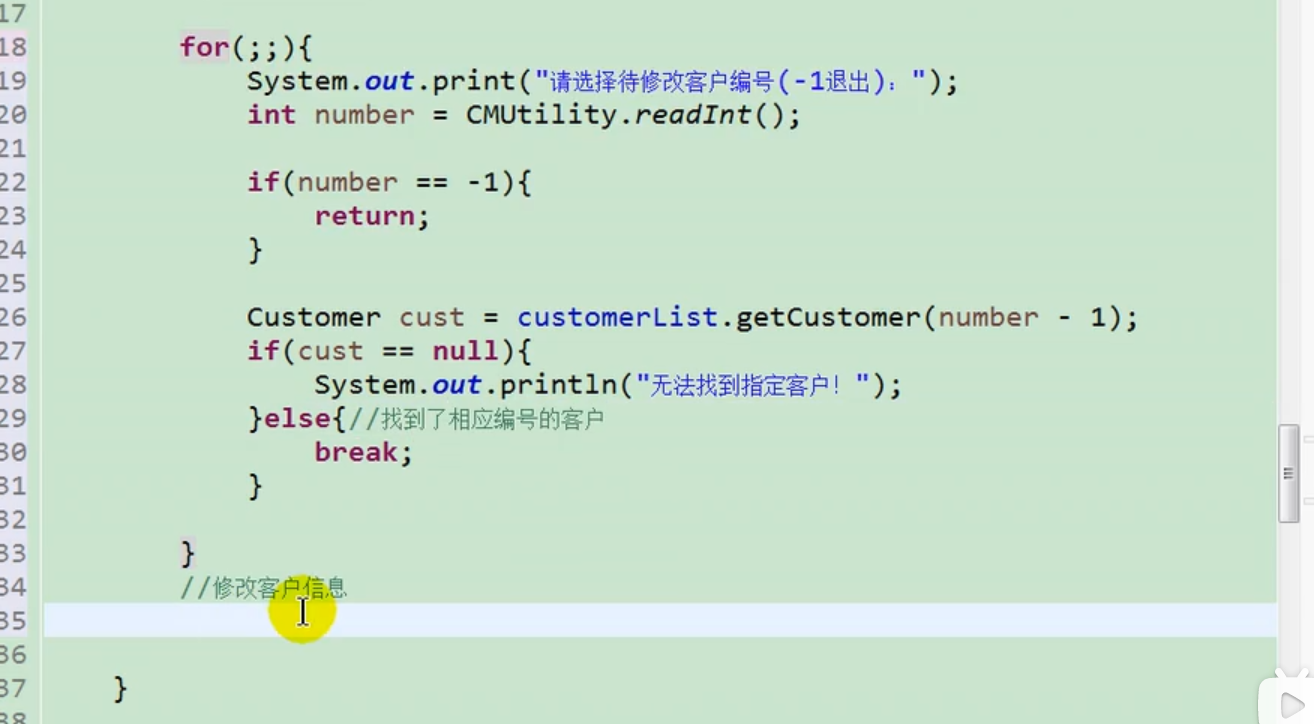 17
18 for(;;){
19 System.out.print("请选择待修改客户编号(-1退出)：");
20 int number = CMUtility.readInt();
21
22 if(number == -1){
23 return;
24 }
25
26 Customer cust = customerList.getCustomer(number - 1);
27 if(cust == null){
28 System.out.println("无法找到指定客户！");
29 }else{//找到了相应编号的客户
30 break;
31 }
32
33 }
34 //修改客户信息
35
36
37 }
38